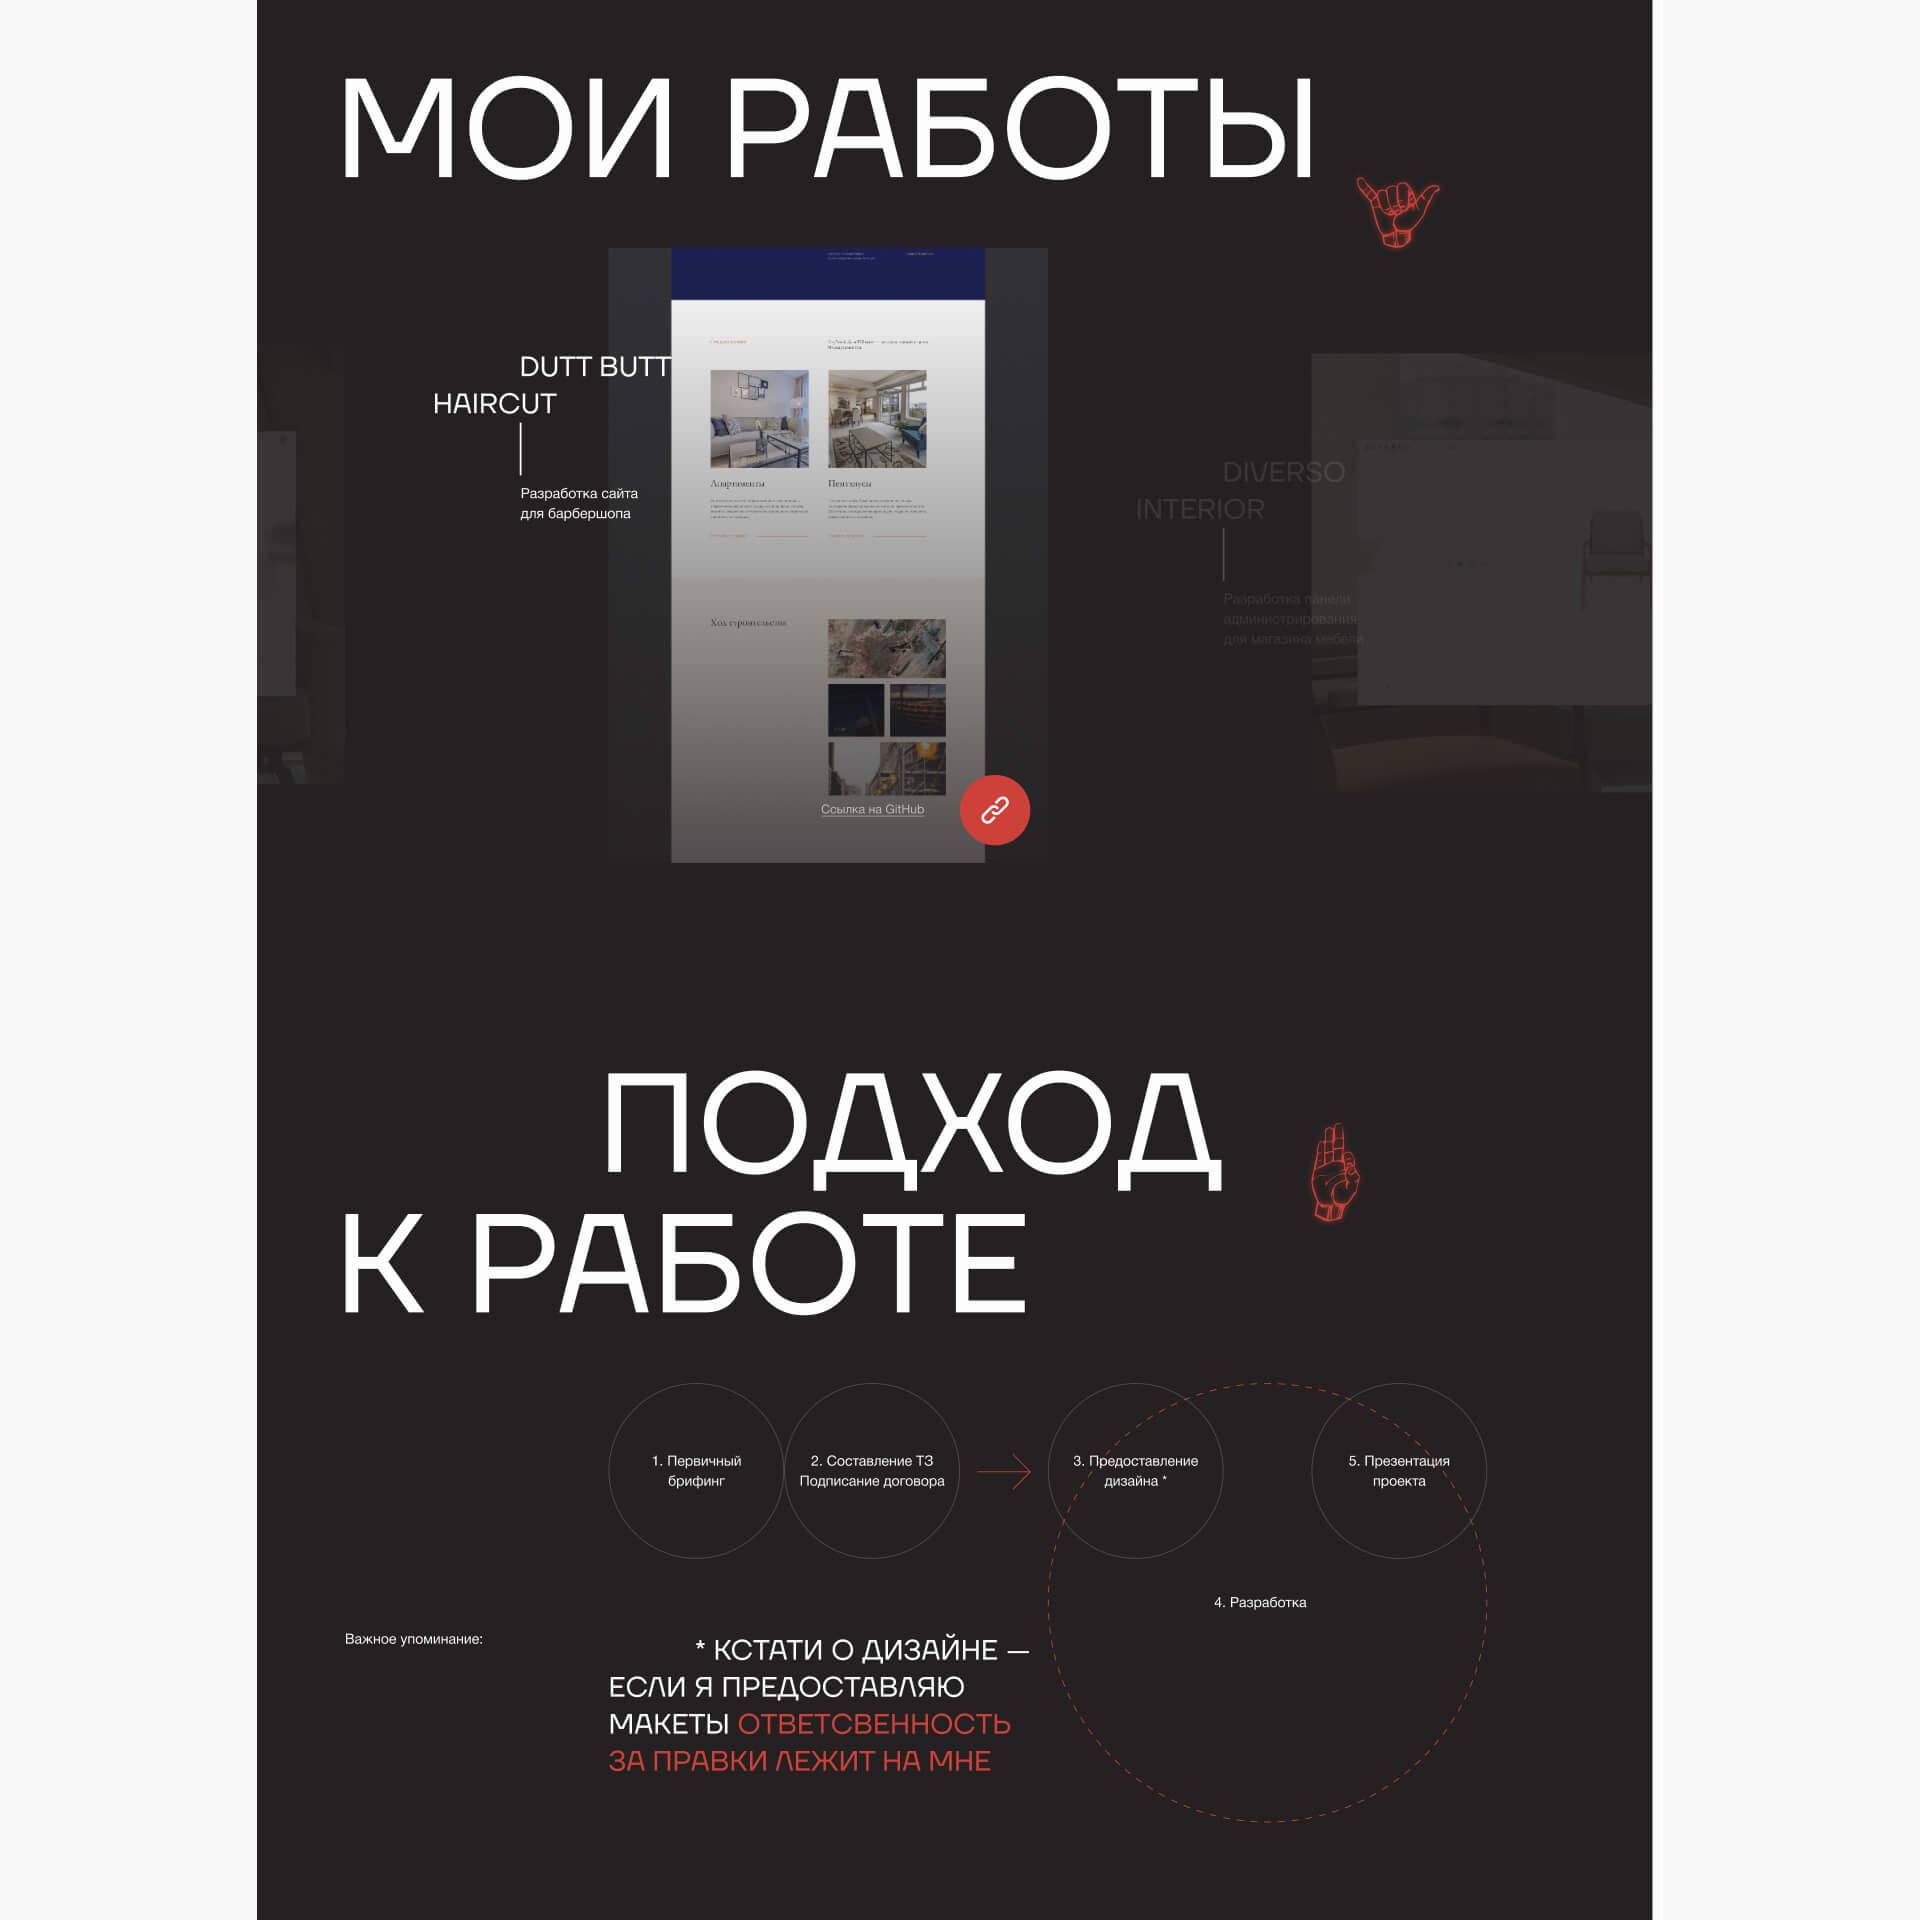 МОИ РАБОТЫ
DUTT BUTT
HAIRCUT
Разработка сайта
для барбершопа
Апартаменты
Пентхаусы
Ход строительства
Ссылка на GitHub
DIVERSO
INTERIOR
Разработка панели
администрирования
для магазина мебели
ПОДХОД
К РАБОТЕ
1. Первичный
брифинг
2. Составление ТЗ
Подписание договора
3. Предоставление
дизайна *
5. Презентация
проекта
4. Разработка
Важное упоминание:
* КСТАТИ О ДИЗАЙНЕ —
ЕСЛИ Я ПРЕДОСТАВЛЯЮ
МАКЕТЫ ОТВЕТСВЕННОСТЬ
ЗА ПРАВКИ ЛЕЖИТ НА МНЕ